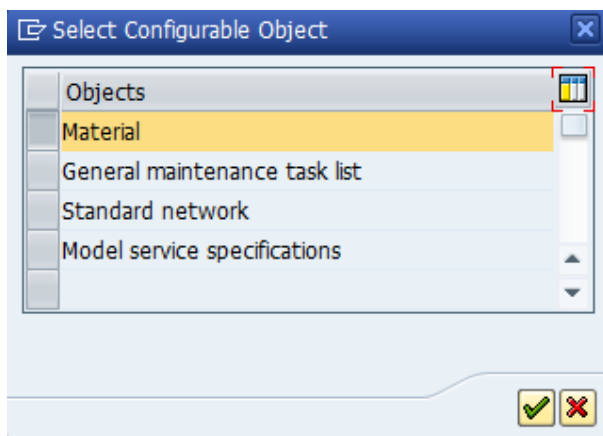 Select Configurable Object
Objects
Material
General maintenance task list
Standard network
Model service specifications